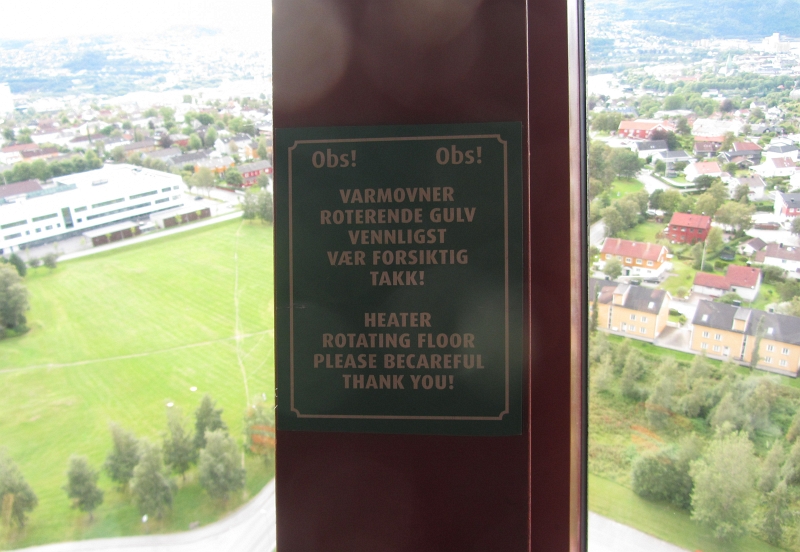 Obs! Obs!
VARMOVNER
ROTERENDE GULV
VENNLIGST
VÆR FORSIKTIG
TAKK!
HEATER
ROTATING FLOOR
PLEASE BECAREFUL
THANK YOU!